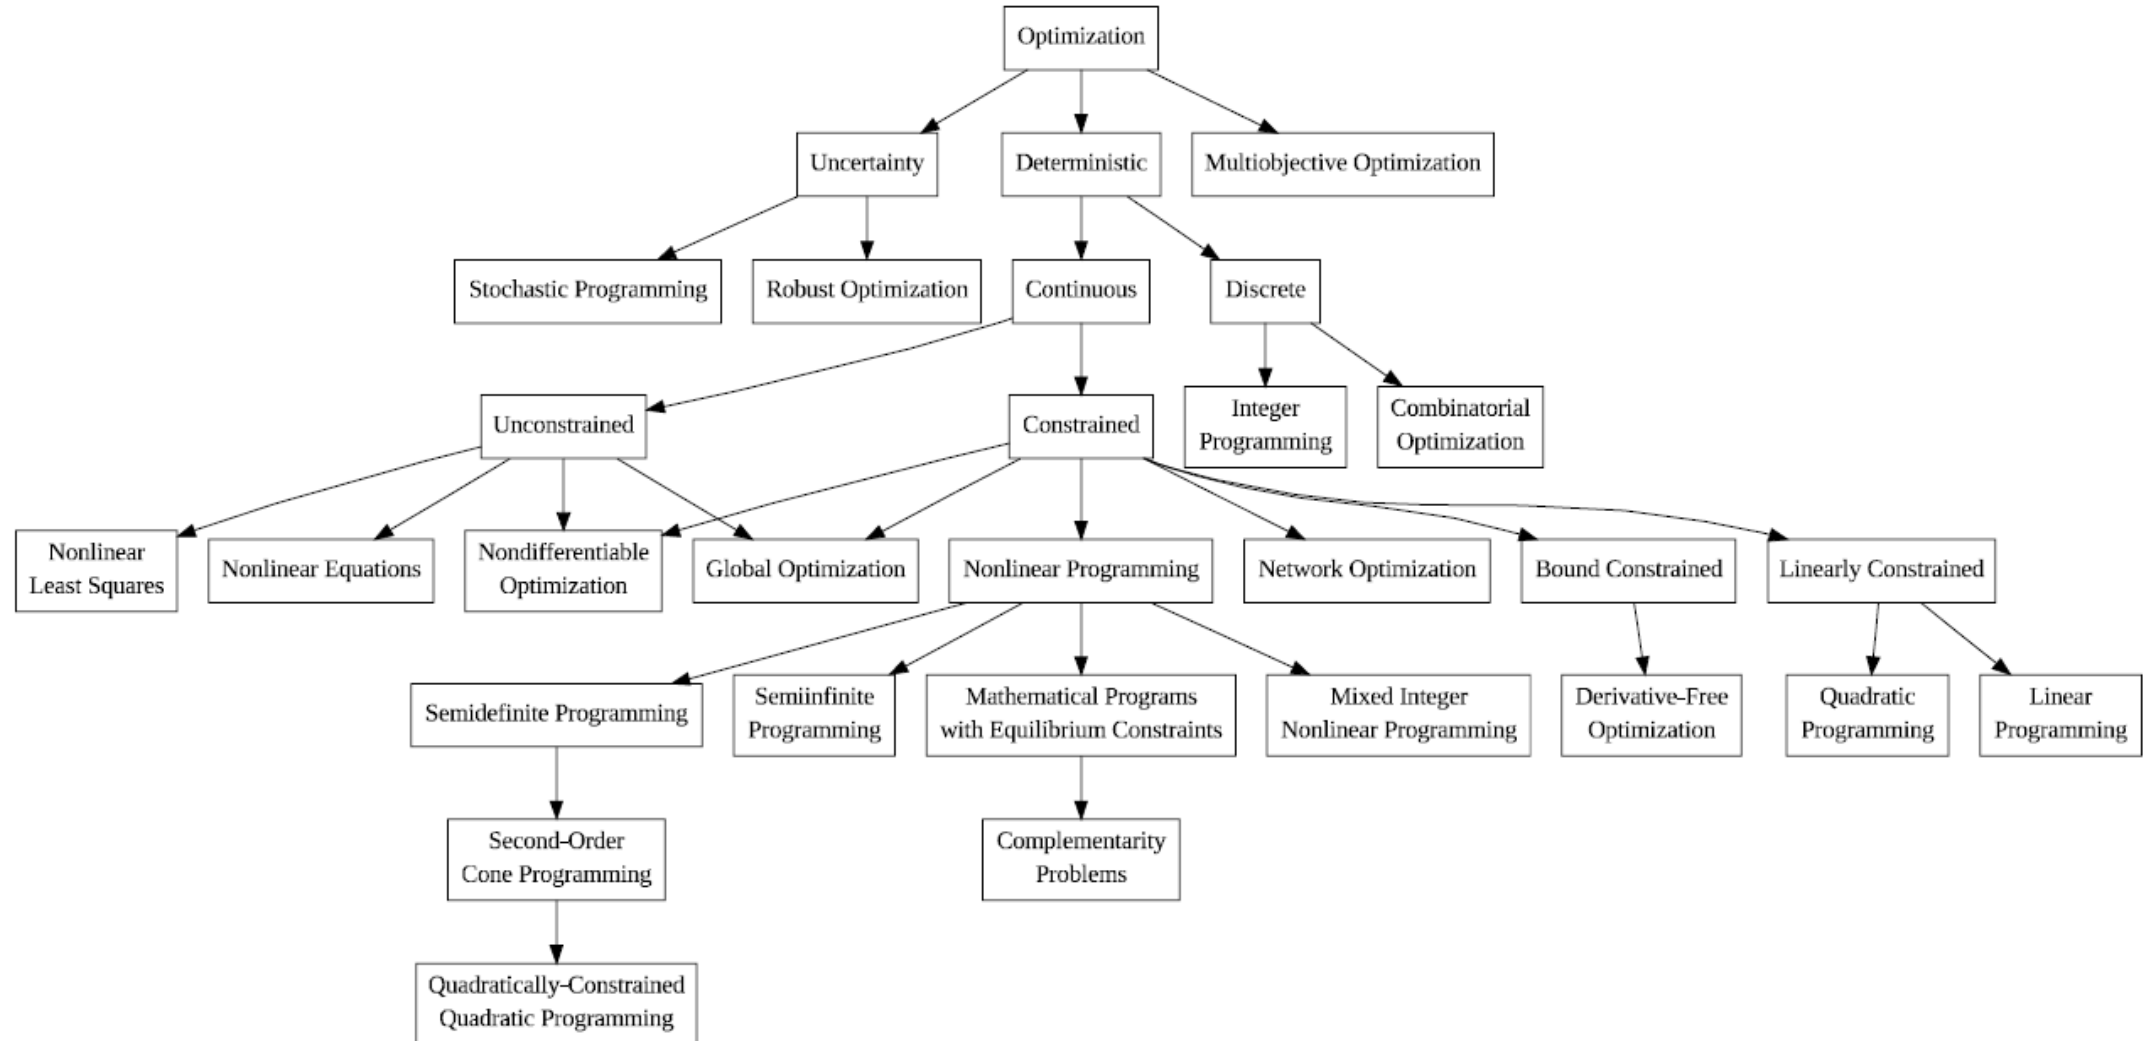 Optimization
Uncertainty
Deterministic
Multiobjective Optimization
Stochastic Programming
Robust Optimization
Continuous
Discrete
Unconstrained
Constrained
Integer
Programming
Combinatorial
Optimization
Nonlinear
Least Squares
Nonlinear Equations
Nondifferentiable
Optimization
Global Optimization
Nonlinear Programming
Network Optimization
Bound Constrained
Linearly Constrained
Semidefinite Programming
Semiinfinite
Programming
Mathematical Programs
with Equilibrium Constraints
Mixed Integer
Nonlinear Programming
Derivative-Free
Optimization
Quadratic
Programming
Linear
Programming
Second-Order
Cone Programming
Complementarity
Problems
Quadratically-Constrained
Quadratic Programming